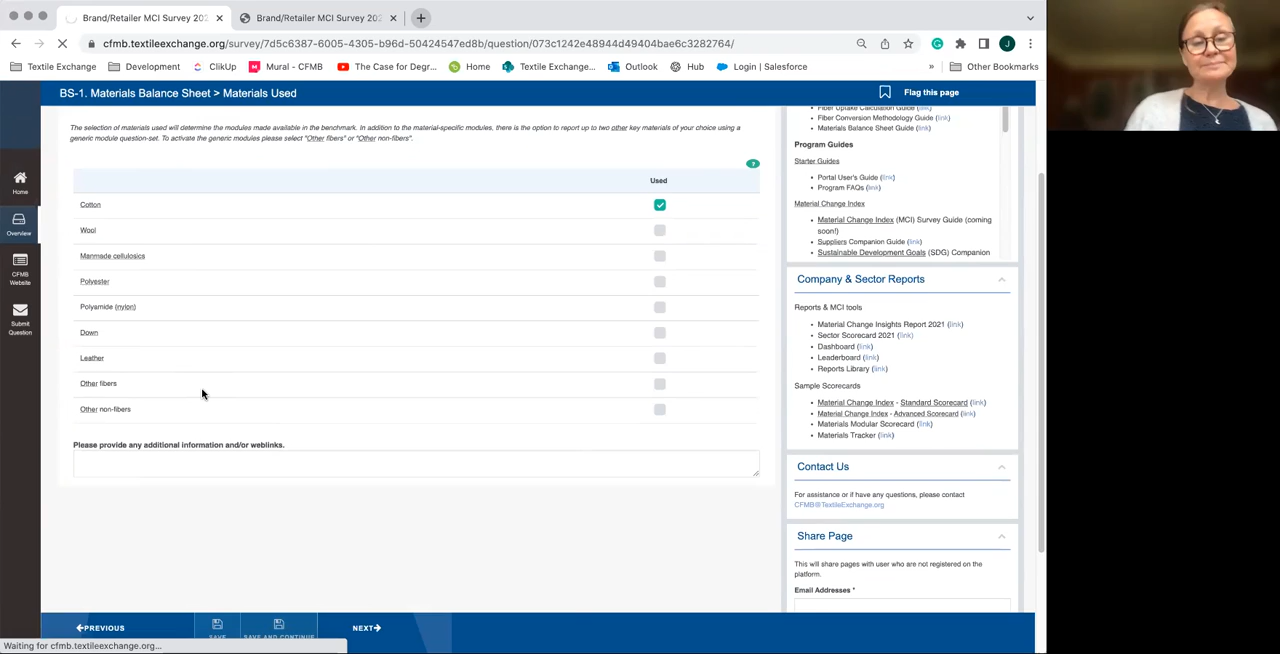 Brand/Retailer MCI Survey 202
Brand/Retailer MCI Survey 202
cfmb.textileexchange.org/survey/7d5c6387-6005-4305-b96d-50424547ed8b/question/073c1242e48944d49404bae6c3282764/
J
Textile Exchange
Development
ClickUp
Mural - CFMB
The Case for Degr...
Home
Textile Exchange...
Outlook
Hub
Login | Salesforce
»
Other Bookmarks
BS-1. Materials Balance Sheet > Materials Used
Flag this page
Home
Overview
CFMB
Website
Submit
Question
The selection of materials used will determine the modules made available in the benchmark. In addition to the material-specific modules, there is the option to report up to two other key materials of your choice using a
generic module question-set. To activate the generic modules please select "Other fibers" or "Other non-fibers".
?
Used
Cotton
Wool
Manmade cellulosics
Polyester
Polyamide (nylon)
Down
Leather
Other fibers
Other non-fibers
Please provide any additional information and/or weblinks.
Fiber Uptake Calculation Guide (link)
Fiber Conversion Methodology Guide (link)
Materials Balance Sheet Guide (link)
Program Guides
Starter Guides
Portal User's Guide (link)
Program FAQs (link)
Material Change Index
Material Change Index (MCI) Survey Guide (coming
soon!)
Suppliers Companion Guide (link)
Sustainable Development Goals (SDG) Companion
Company & Sector Reports
Reports & MCI tools
Material Change Insights Report 2021 (link)
Sector Scorecard 2021 (link)
Dashboard (link)
Leaderboard (link)
Reports Library (link)
Sample Scorecards
Material Change Index - Standard Scorecard (link)
Material Change Index - Advanced Scorecard (link)
Materials Modular Scorecard (link)
Materials Tracker (link)
Contact Us
For assistance or if have any questions, please contact
CFMB@TextileExchange.org
Share Page
This will share pages with user who are not registered on the
platform.
Email Addresses *
PREVIOUS
SAVE
SAVE AND CONTINUE
NEXT
Waiting for cfmb.textileexchange.org...